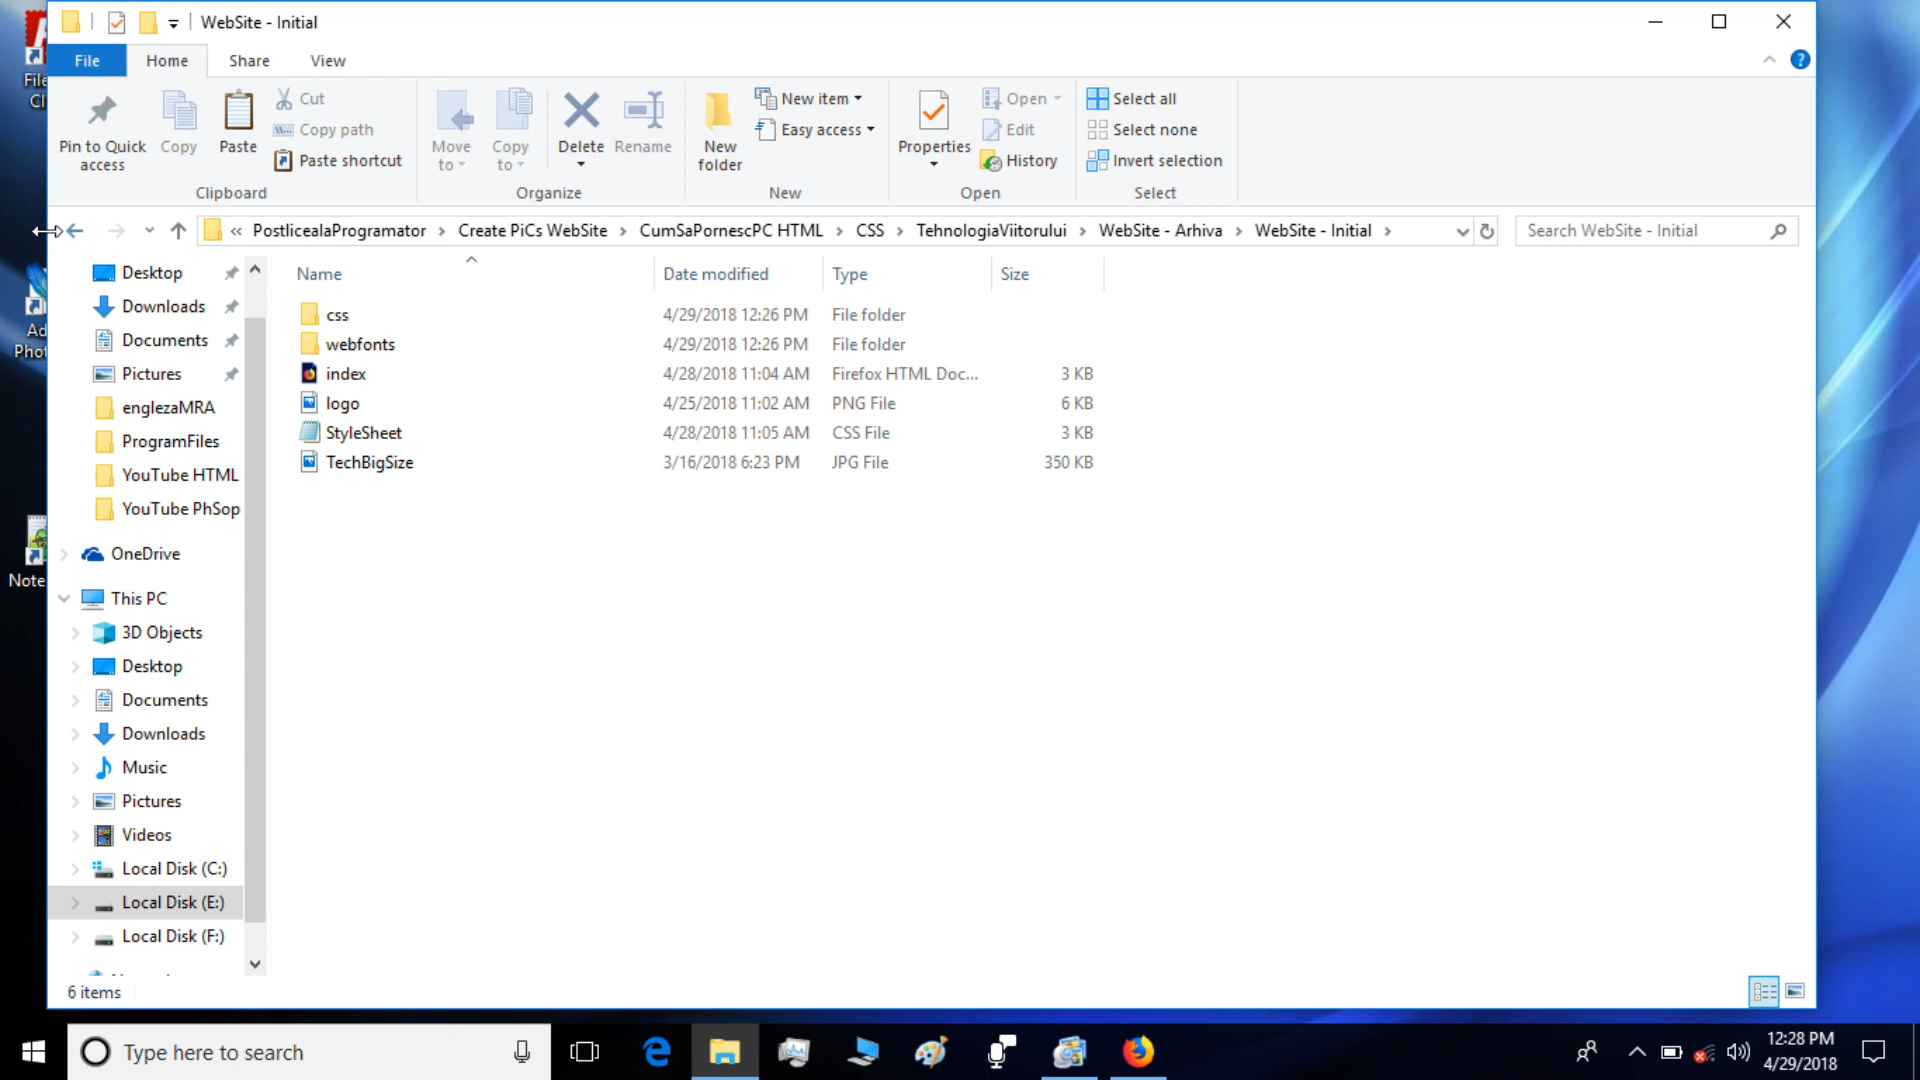 WebSite - Initial
File Home Share View
Pin to Quick access
Copy
Paste
Cut
Copy path
Paste shortcut
Clipboard
Move to
Copy to
Delete
Rename
Organize
New folder
New item
Easy access
New
Properties
Open
Edit
History
Open
Select all
Select none
Invert selection
Select
« PostlicealaProgramator › Create PiCs WebSite › CumSaPornescPC HTML › CSS › TehnologiaViitorului › WebSite - Arhiva › WebSite - Initial ›
Search WebSite - Initial
Desktop
Downloads
Documents
Pictures
englezaMRA
ProgramFiles
YouTube HTML
YouTube PhSop
OneDrive
This PC
3D Objects
Desktop
Documents
Downloads
Music
Pictures
Videos
Local Disk (C:)
Local Disk (E:)
Local Disk (F:)
Name Date modified Type Size
css 4/29/2018 12:26 PM File folder
webfonts 4/29/2018 12:26 PM File folder
index 4/28/2018 11:04 AM Firefox HTML Doc... 3 KB
logo 4/25/2018 11:02 AM PNG File 6 KB
StyleSheet 4/28/2018 11:05 AM CSS File 3 KB
TechBigSize 3/16/2018 6:23 PM JPG File 350 KB
6 items
File
Cl
Ad
Phot
Note
Type here to search
12:28 PM
4/29/2018